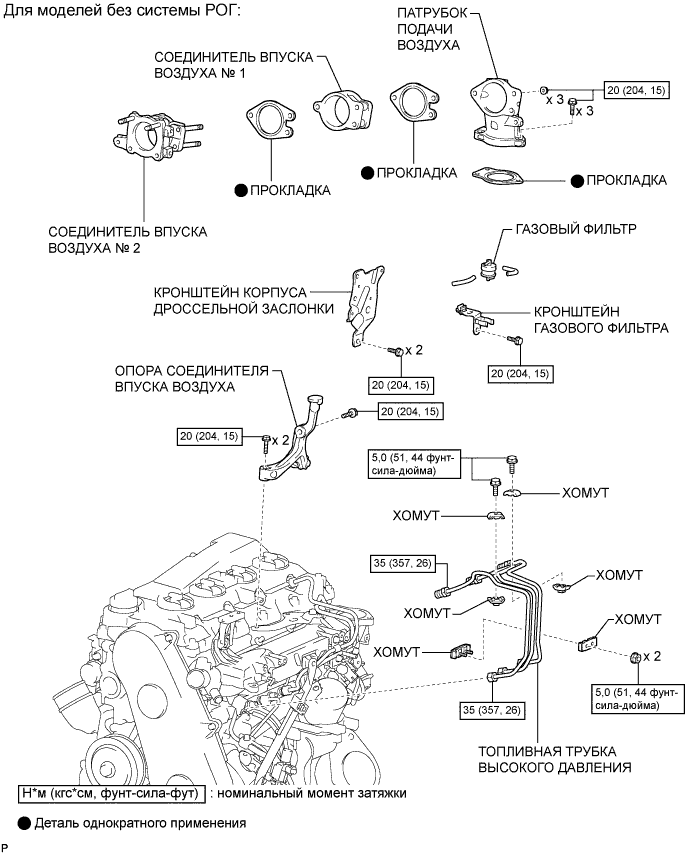 Для моделей без системы РОГ:
ПАТРУБОК
ПОДАЧИ
ВОЗДУХА
СОЕДИНИТЕЛЬ ВПУСКА
ВОЗДУХА № 1
x 3
20 (204, 15)
x 3
ПРОКЛАДКА
ПРОКЛАДКА
ПРОКЛАДКА
СОЕДИНИТЕЛЬ ВПУСКА
ВОЗДУХА № 2
ГАЗОВЫЙ ФИЛЬТР
КРОНШТЕЙН КОРПУСА
ДРОССЕЛЬНОЙ ЗАСЛОНКИ
КРОНШТЕЙН
ГАЗОВОГО ФИЛЬТРА
x 2
20 (204, 15)
20 (204, 15)
ОПОРА СОЕДИНИТЕЛЯ
ВПУСКА ВОЗДУХА
20 (204, 15)
20 (204, 15)
x 2
5,0 (51, 44 фунт-
сила-дюйма)
ХОМУТ
ХОМУТ
35 (357, 26)
ХОМУТ
ХОМУТ
ХОМУТ
ХОМУТ
x 2
5,0 (51, 44 фунт-
сила-дюйма)
35 (357, 26)
ТОПЛИВНАЯ ТРУБКА
ВЫСОКОГО ДАВЛЕНИЯ
Н*м (кгс*см, фунт-сила-фут) : номинальный момент затяжки
Деталь однократного применения
P